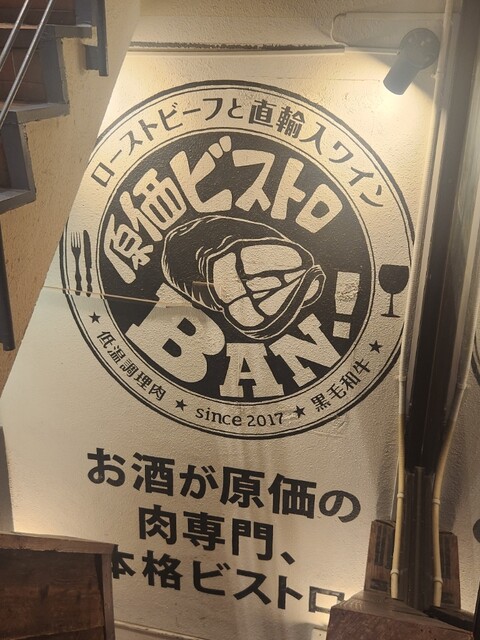 ローストビーフと直輸入ワイン
原価ビストロ
BAN!!
★ 低温調理肉 ★ since 2017 ★ 黒毛和牛 ★
お酒が原価の
肉専門、
本格ビストロ